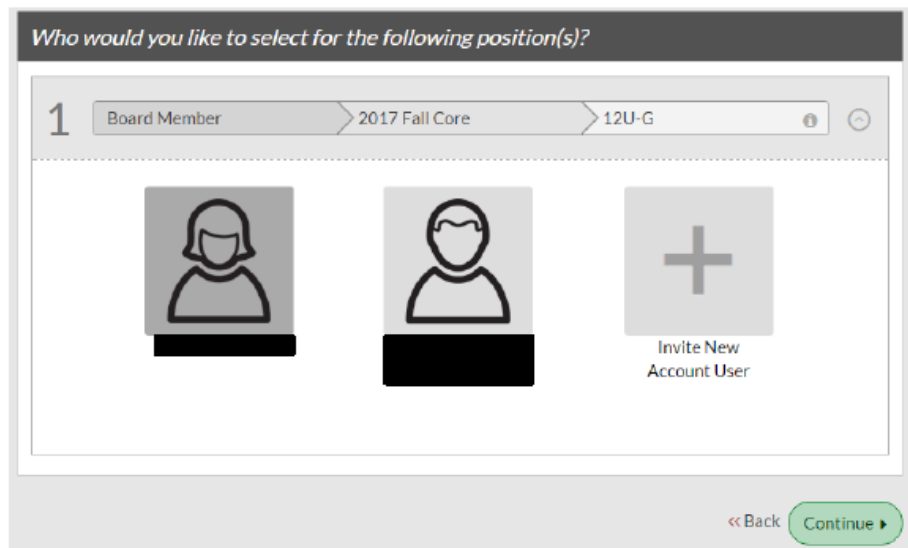 Who would you like to select for the following position(s)?
1 Board Member 2017 Fall Core 12U-G
Invite New
Account User
«Back Continue